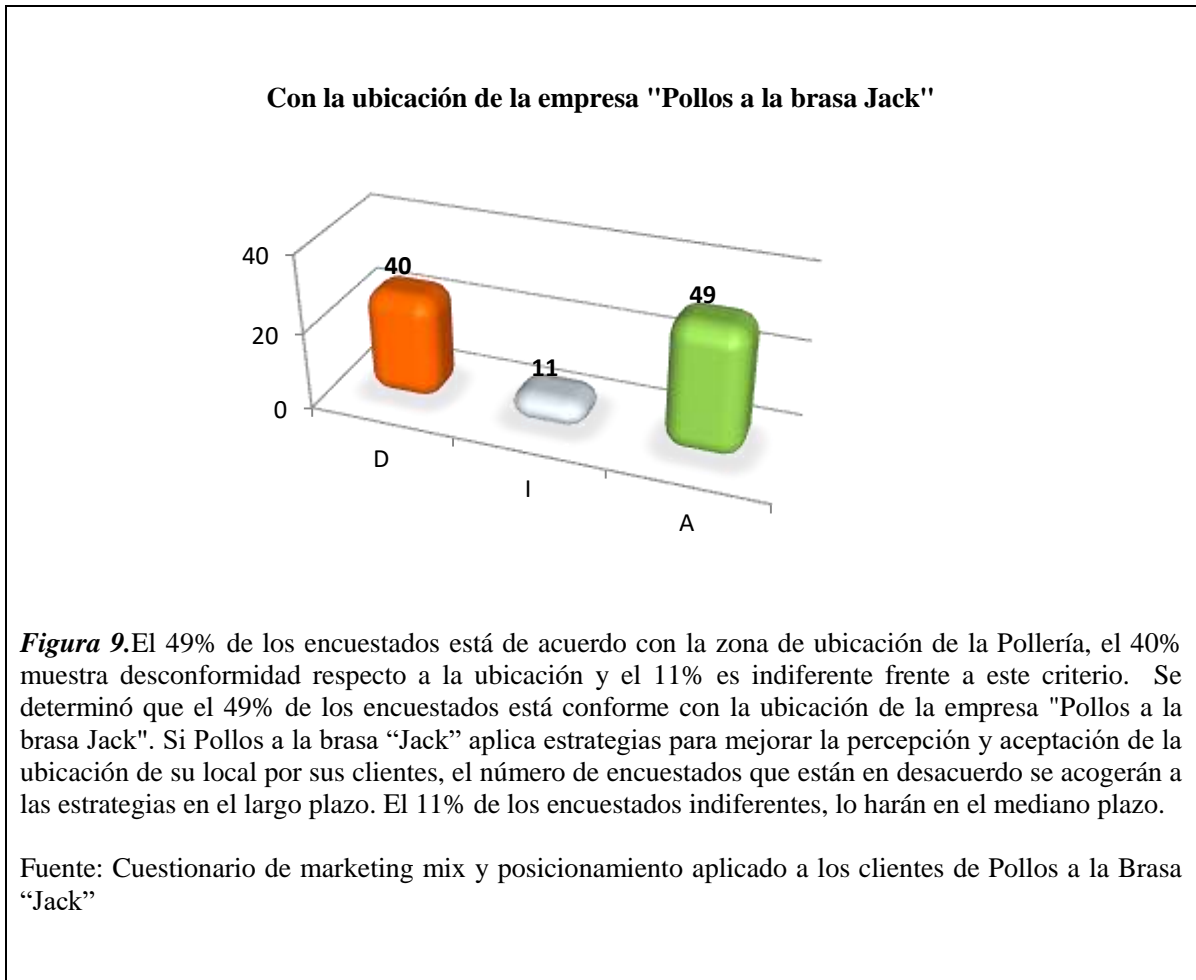 Con la ubicación de la empresa "Pollos a la brasa Jack"
40
20
0
40
11
49
D
I
A
Figura 9.El 49% de los encuestados está de acuerdo con la zona de ubicación de la Pollería, el 40%
muestra desconformidad respecto a la ubicación y el 11% es indiferente frente a este criterio. Se
determinó que el 49% de los encuestados está conforme con la ubicación de la empresa "Pollos a la
brasa Jack". Si Pollos a la brasa “Jack” aplica estrategias para mejorar la percepción y aceptación de la
ubicación de su local por sus clientes, el número de encuestados que están en desacuerdo se acogerán a
las estrategias en el largo plazo. El 11% de los encuestados indiferentes, lo harán en el mediano plazo.
Fuente: Cuestionario de marketing mix y posicionamiento aplicado a los clientes de Pollos a la Brasa
“Jack”